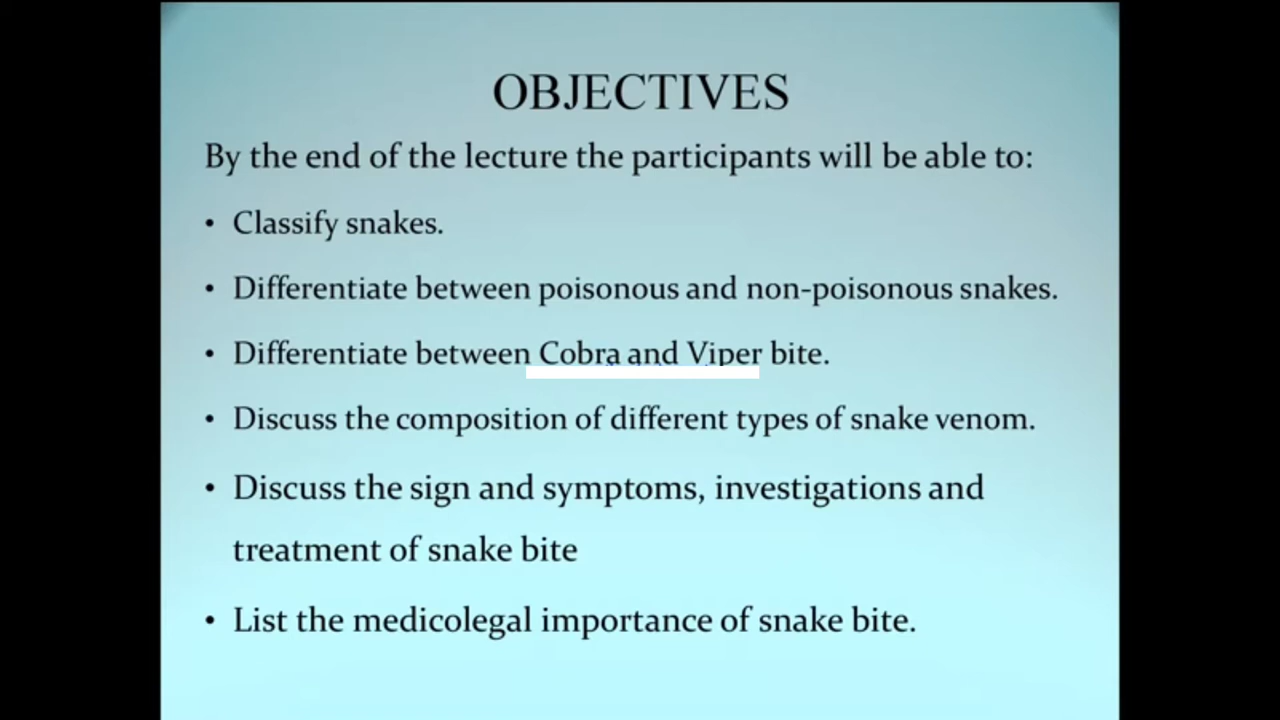 OBJECTIVES
By the end of the lecture the participants will be able to:
• Classify snakes.
• Differentiate between poisonous and non-poisonous snakes.
• Differentiate between Cobra and Viper bite.
• Discuss the composition of different types of snake venom.
• Discuss the sign and symptoms, investigations and
treatment of snake bite
• List the medicolegal importance of snake bite.